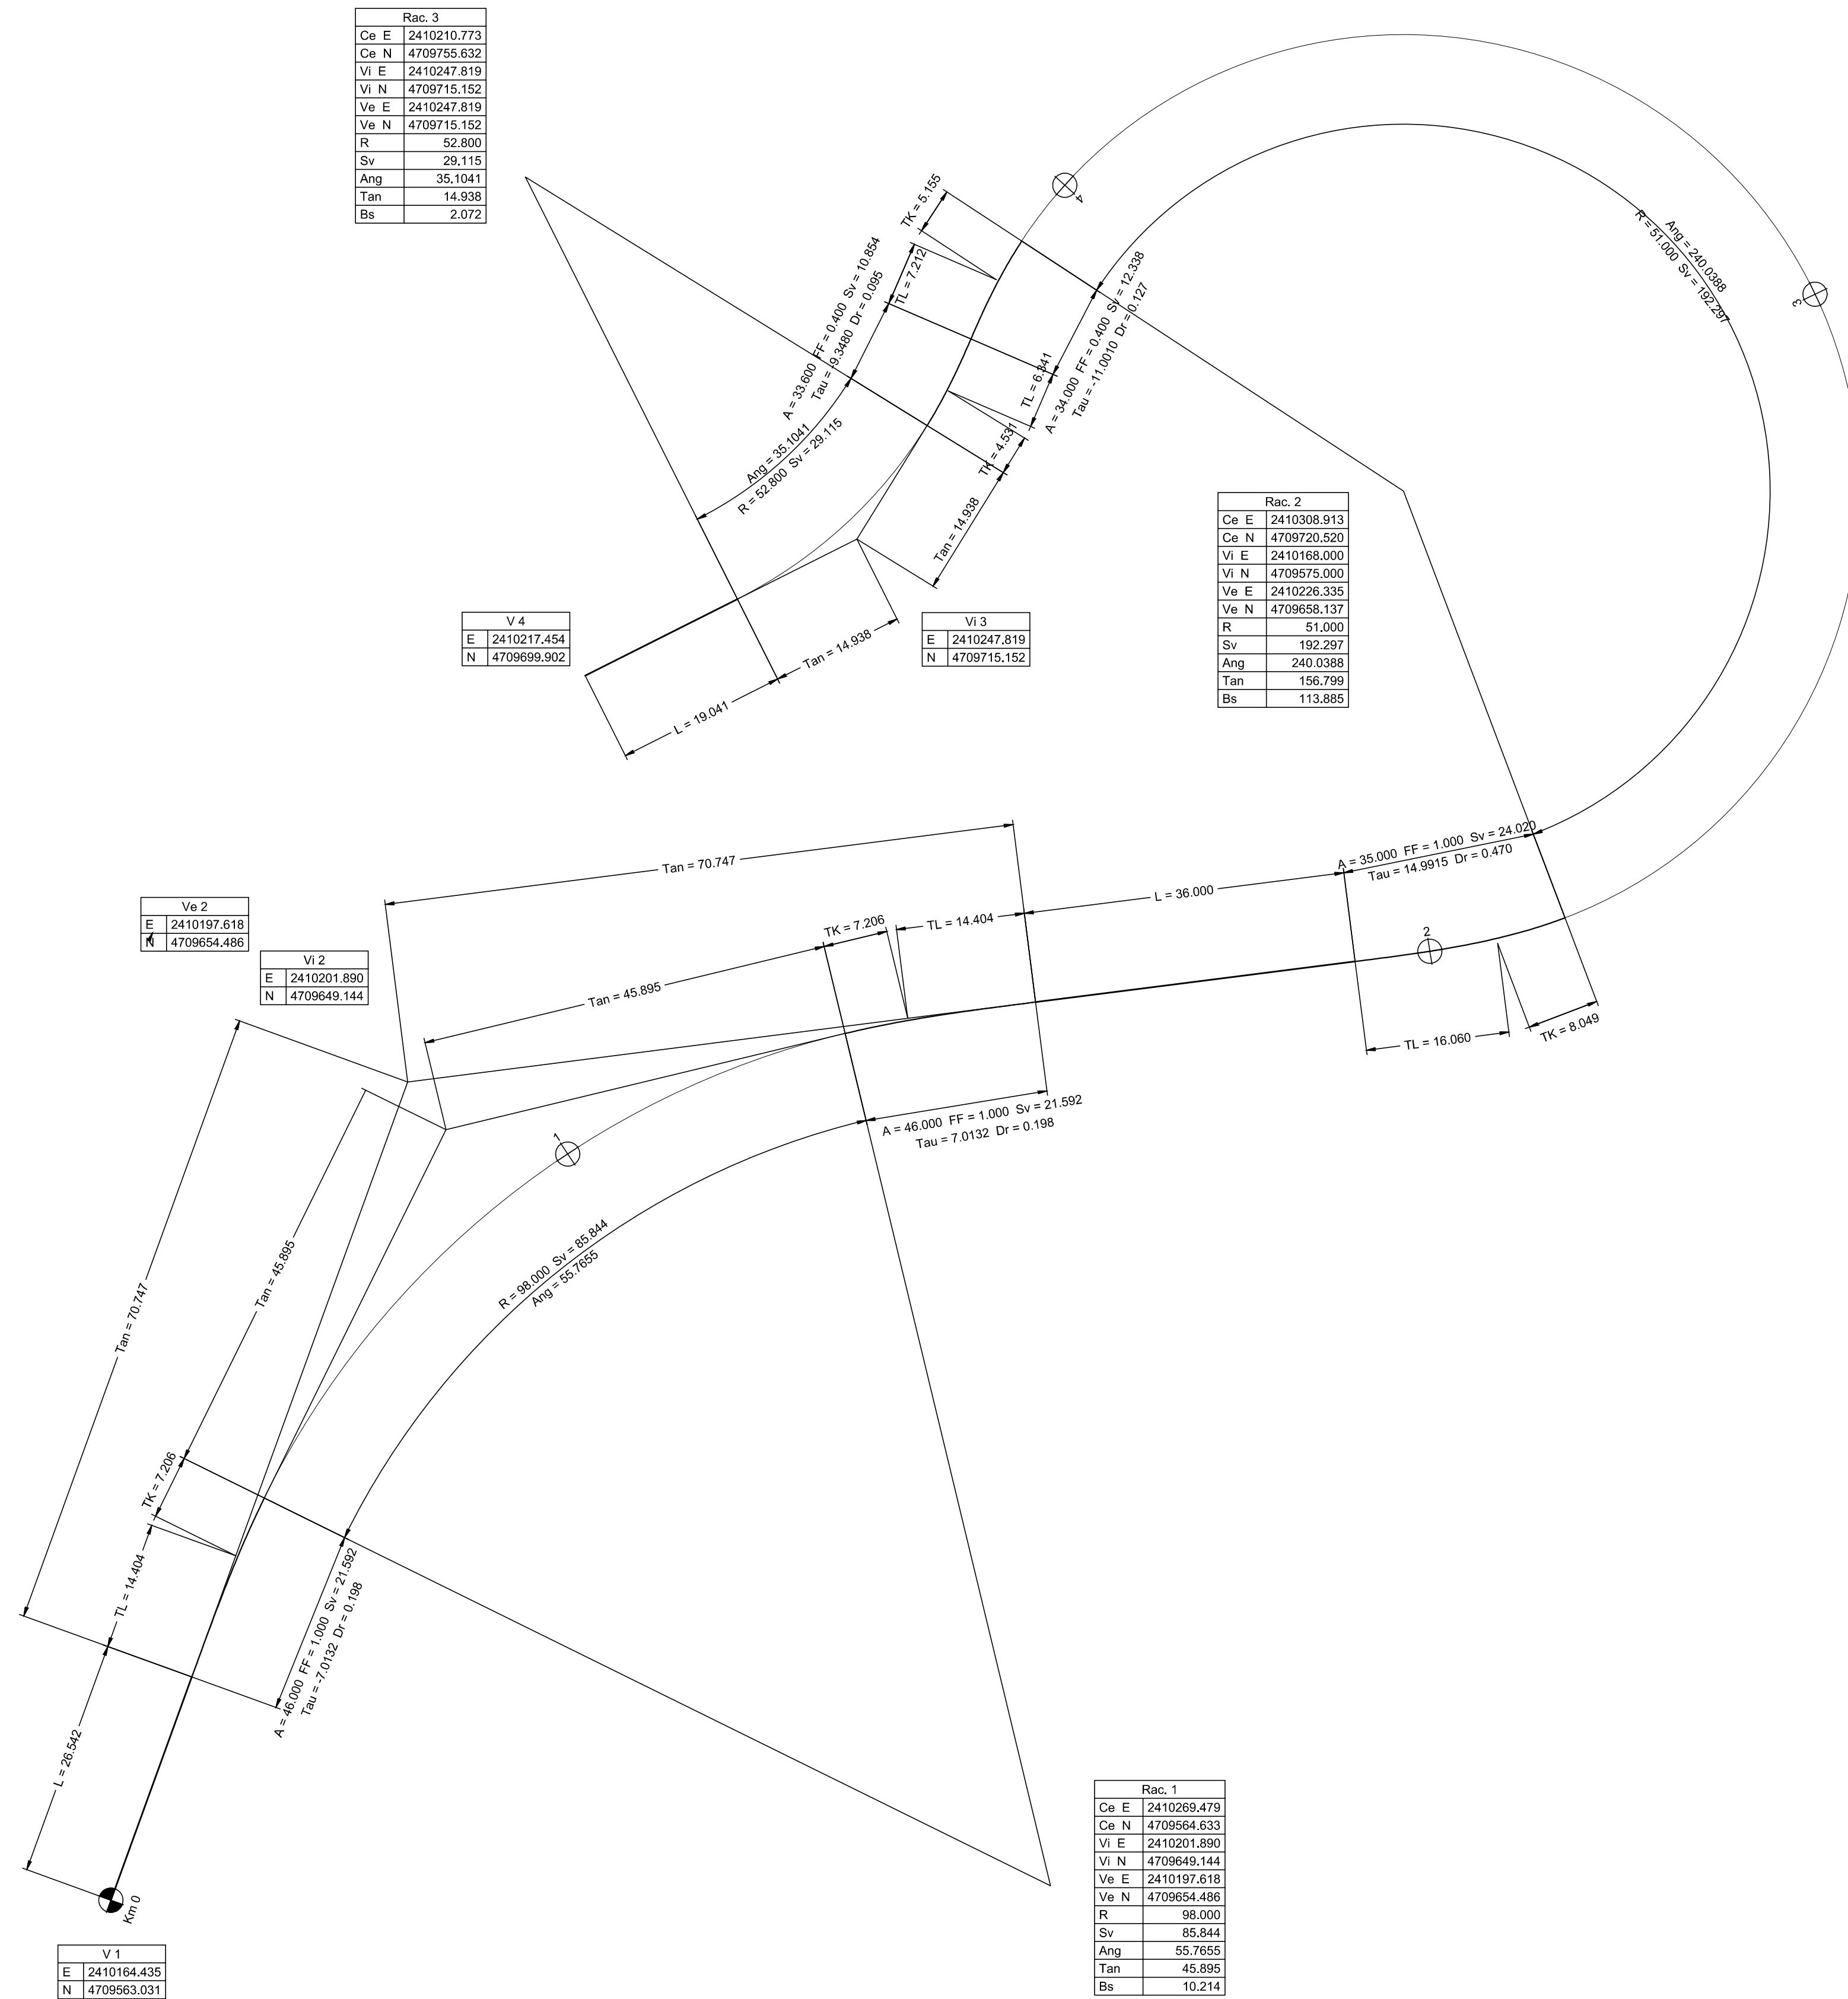 Rac. 3
Ce E 2410210.773
Ce N 4709755.632
Vi E 2410247.819
Vi N 4709715.152
Ve E 2410247.819
Ve N 4709715.152
R 52.800
Sv 29.115
Ang 35.1041
Tan 14.938
Bs 2.072
TK = 5.155
TL = 7.212
A = 33.600 FF = 0.400 Sv = 10.854
Tau = -9.3480 Dr = 0.095
4
Ang = 240.0388
R = 51.000 Sv = 192.297
3
A = 34.000 FF = 0.400 Sv = 12.338
Tau = -11.0010 Dr = 0.127
TL = 6.341
TK = 4.531
Ang = 35.1041
R = 52.800 Sv = 29.115
Tan = 14.938
Rac. 2
Ce E 2410308.913
Ce N 4709720.520
Vi E 2410168.000
Vi N 4709575.000
Ve E 2410226.335
Ve N 4709658.137
R 51.000
Sv 192.297
Ang 240.0388
Tan 156.799
Bs 113.885
V 4
E 2410217.454
N 4709699.902
Vi 3
E 2410247.819
N 4709715.152
Tan = 14.938
L = 19.041
A = 35.000 FF = 1.000 Sv = 24.020
Tau = 14.9915 Dr = 0.470
Tan = 70.747
L = 36.000
Ve 2
E 2410197.618
N 4709654.486
TK = 7.206
TL = 14.404
2
Vi 2
E 2410201.890
N 4709649.144
Tan = 45.895
TL = 16.060
TK = 8.049
A = 46.000 FF = 1.000 Sv = 21.592
Tau = 7.0132 Dr = 0.198
1
R = 98.000 Sv = 85.844
Ang = 55.7655
Tan = 45.895
Tan = 70.747
TK = 7.206
TL = 14.404
A = 46.000 FF = 1.000 Sv = 21.592
Tau = -7.0132 Dr = 0.198
L = 26.542
Km 0
Rac. 1
Ce E 2410269.479
Ce N 4709564.633
Vi E 2410201.890
Vi N 4709649.144
Ve E 2410197.618
Ve N 4709654.486
R 98.000
Sv 85.844
Ang 55.7655
Tan 45.895
Bs 10.214
V 1
E 2410164.435
N 4709563.031